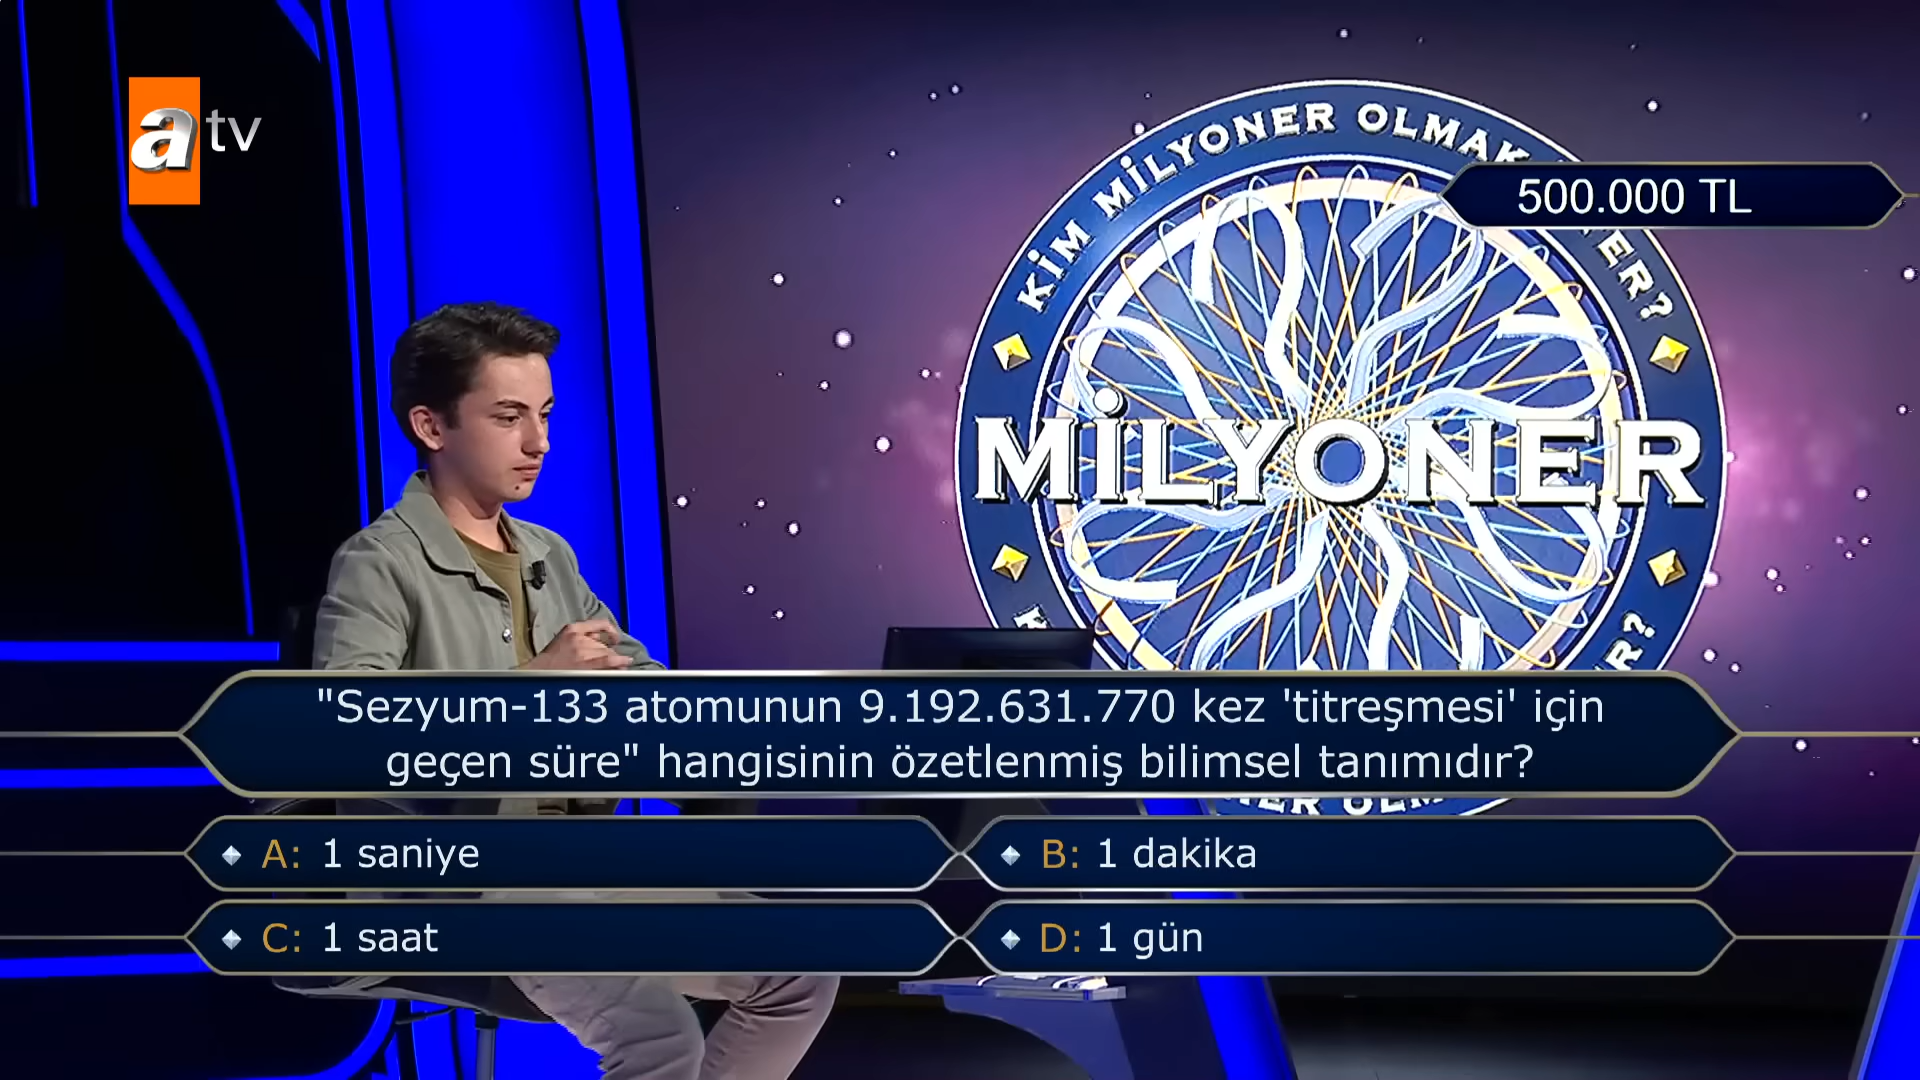 atv
KİM MİLYONER OLMAK
ER?
500.000 TL
MİLYONER
"Sezyum-133 atomunun 9.192.631.770 kez 'titreşmesi' için
geçen süre" hangisinin özetlenmiş bilimsel tanımıdır?
A: 1 saniye
B: 1 dakika
C: 1 saat
D: 1 gün